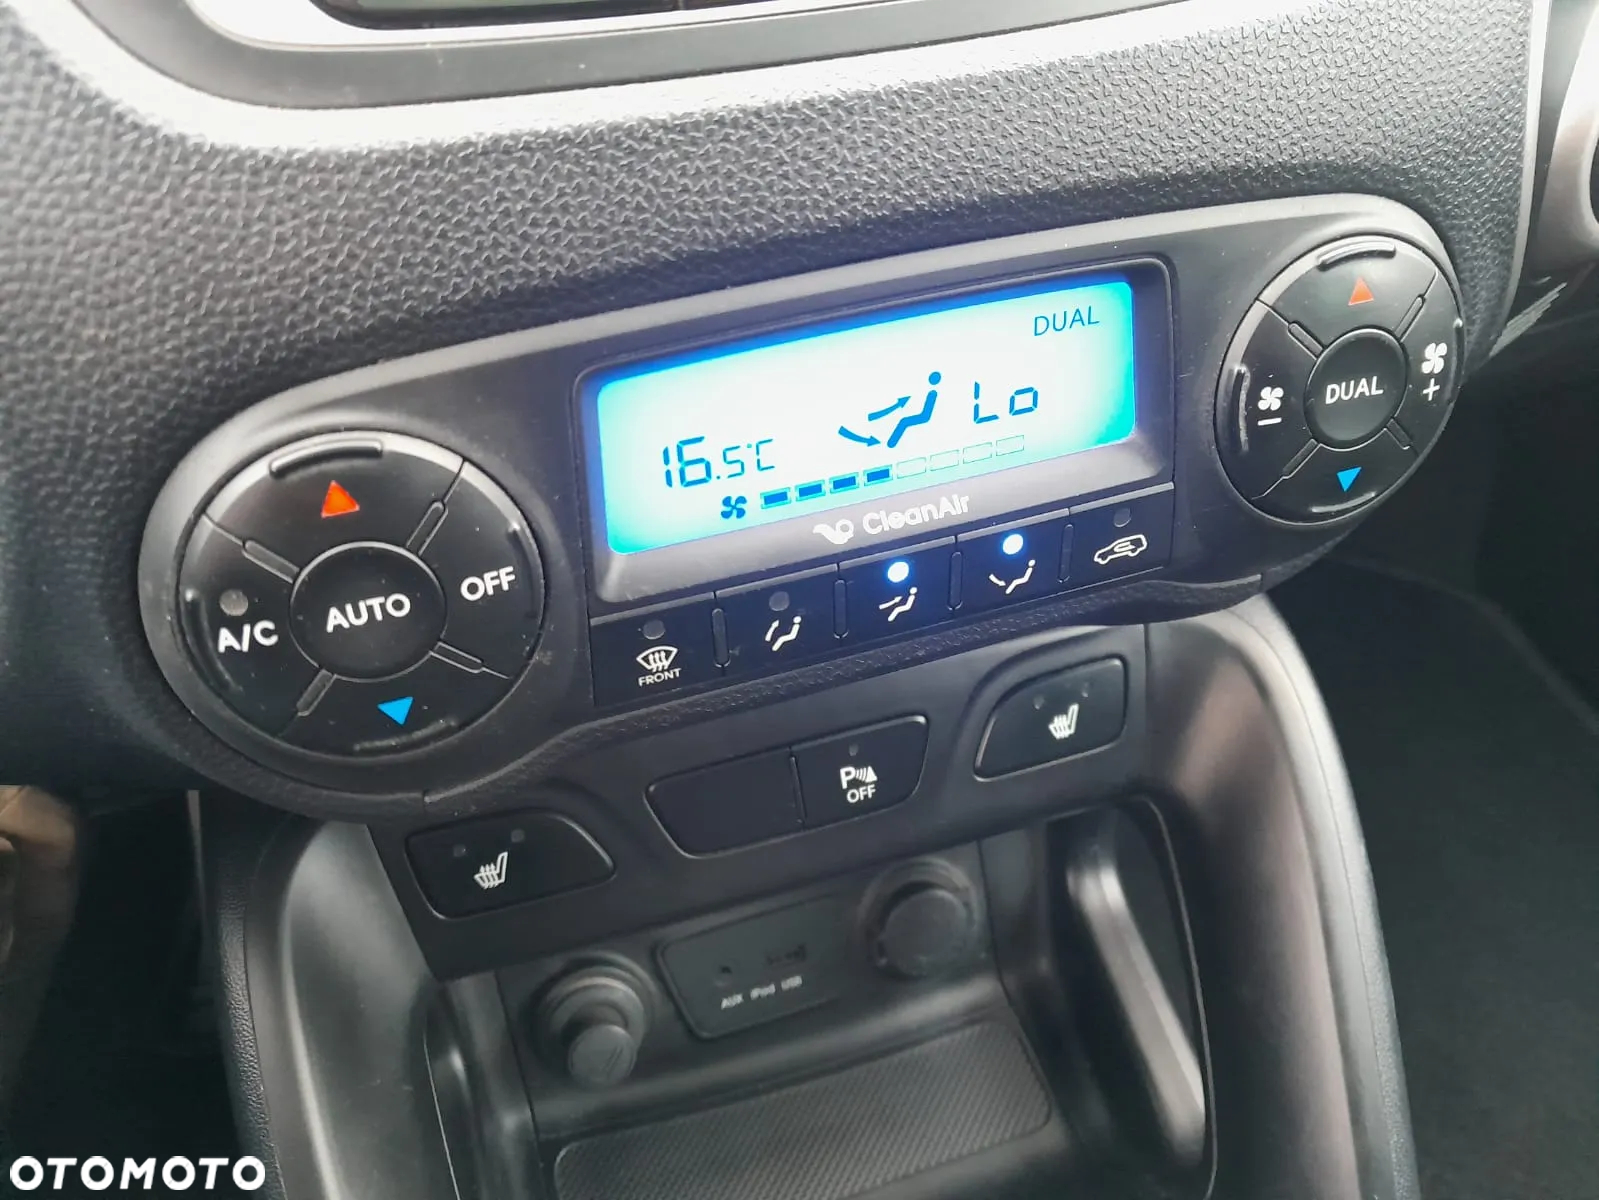 DUAL
16.5°C
Lo
CleanAir
A/C
AUTO
OFF
DUAL
+
−
FRONT
P OFF
AUX iPod USB
OTOMOTO